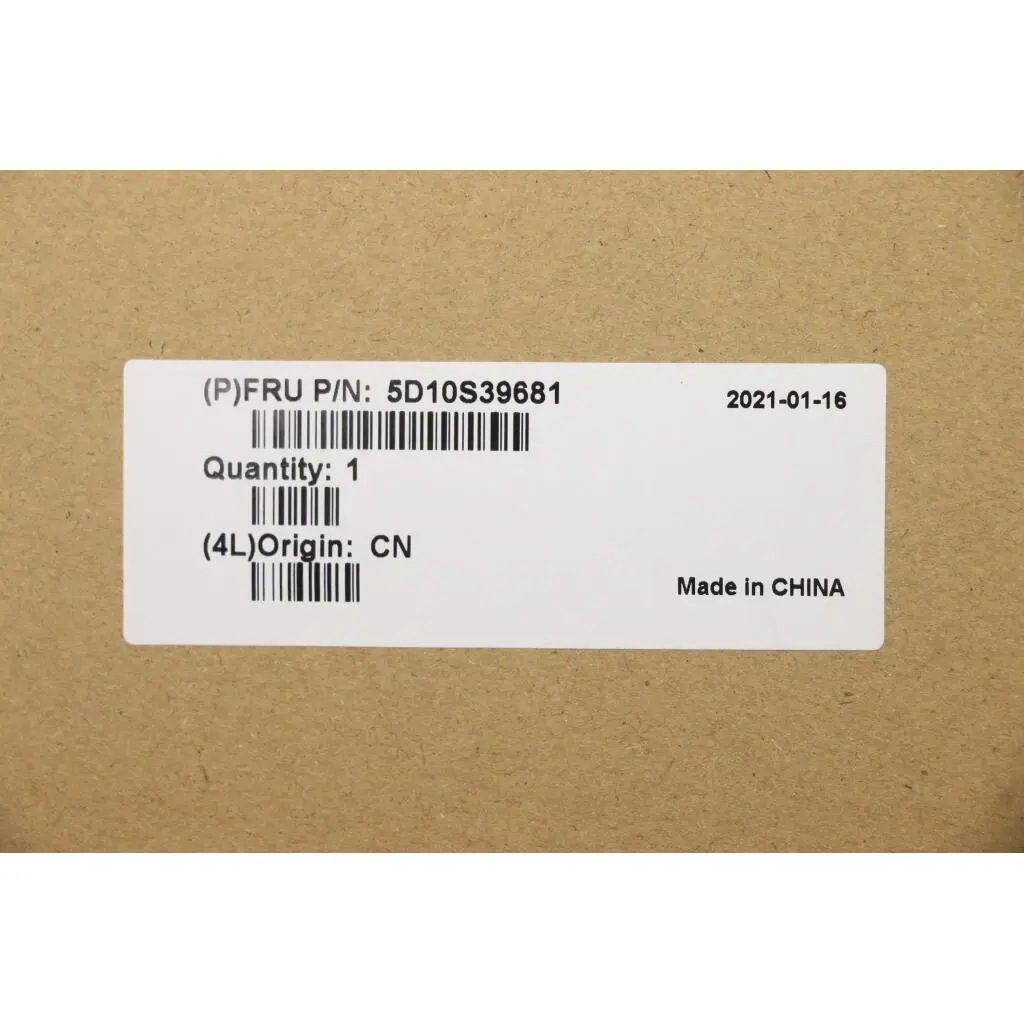 (P)FRU P/N: 5D10S39681
2021-01-16
Quantity: 1
(4L)Origin: CN
Made in CHINA